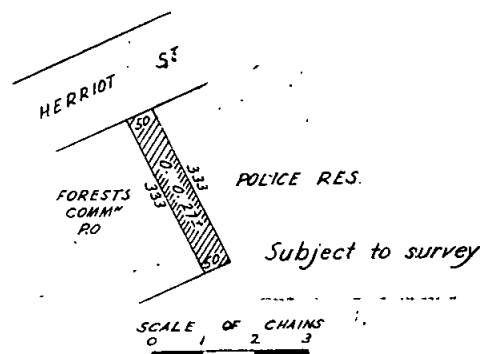 HERRIOT ST
50
333
0. 0. 27±
333
POLICE RES.
FORESTS
COMMN
P.O
50
Subject to survey
SCALE OF CHAINS
0 1 2 3